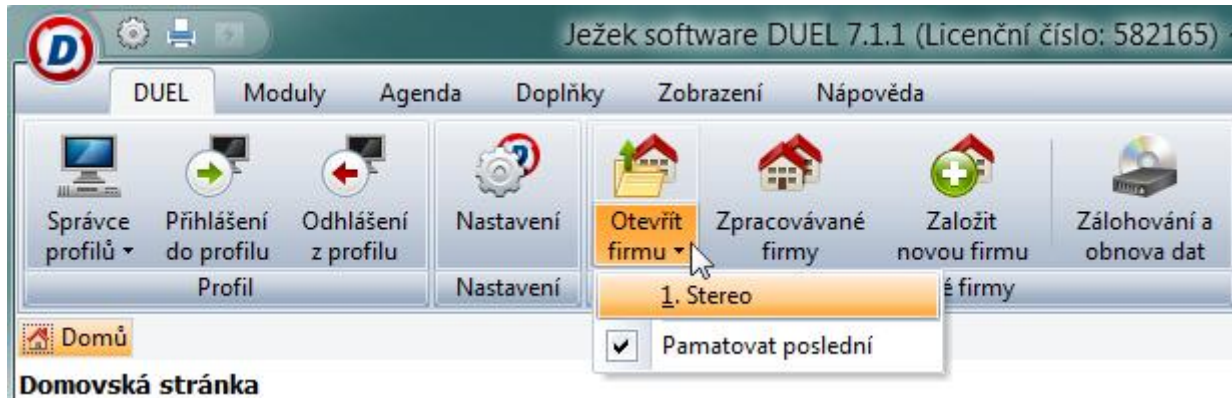 Ježek software DUEL 7.1.1 (Licenční číslo: 582165)
DUEL Moduly Agenda Doplňky Zobrazení Nápověda
Správce profilů
Přihlášení do profilu
Odhlášení z profilu
Nastavení
Otevřít firmu
Zpracovávané firmy
Založit novou firmu
Zálohování a obnova dat
Profil
Nastavení
é firmy
1. Stereo
Pamatovat poslední
Domů
Domovská stránka